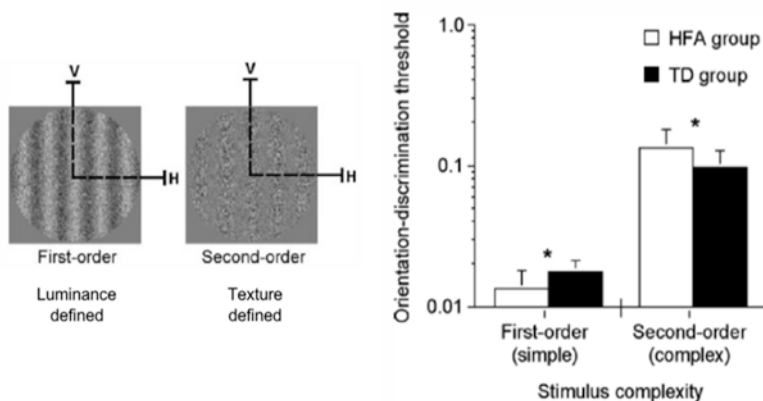 V
H
First-order
Luminance
defined
V
H
Second-order
Texture
defined
Orientation-discrimination threshold
1.0
0.1
0.01
HFA group
TD group
*
*
First-order
(simple)
Second-order
(complex)
Stimulus complexity